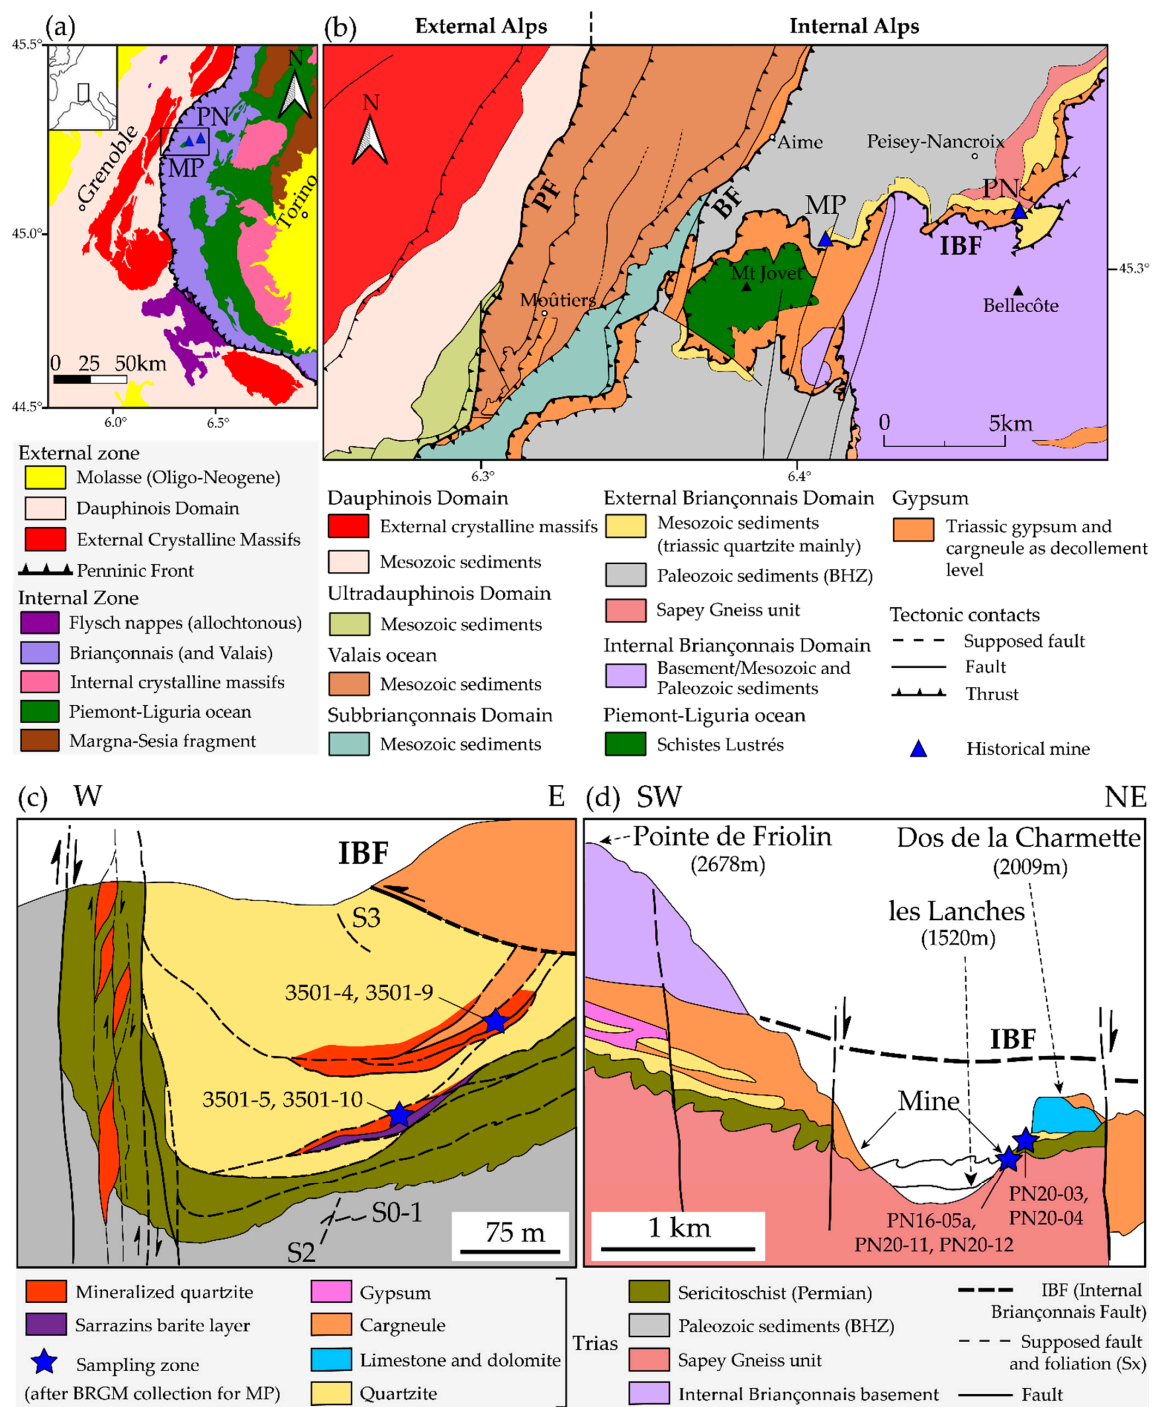 (a)
45.5°
N
PN
MP
Grenoble
Torino
45.0°
0 25 50km
44.5°
6.0° 6.5°
External zone
Molasse (Oligo-Neogene)
Dauphinois Domain
External Crystalline Massifs
Penninic Front
Internal Zone
Flysch nappes (allochtonous)
Briançonnais (and Valais)
Internal crystalline massifs
Piemont-Liguria ocean
Margna-Sesia fragment
(b) External Alps Internal Alps
N
Aime
Peisey-Nancroix
PF
BF
MP
PN
IBF
45.3°
Mt Jovet
Moûtiers
Bellecôte
0 5km
6.3° 6.4°
Dauphinois Domain
External crystalline massifs
Mesozoic sediments
Ultradauphinois Domain
Mesozoic sediments
Valais ocean
Mesozoic sediments
Subbriançonnais Domain
Mesozoic sediments
External Briançonnais Domain
Mesozoic sediments
(triassic quartzite mainly)
Paleozoic sediments (BHZ)
Sapey Gneiss unit
Internal Briançonnais Domain
Basement/Mesozoic and
Paleozoic sediments
Piemont-Liguria ocean
Schistes Lustrés
Gypsum
Triassic gypsum and
cargneule as decollement
level
Tectonic contacts
Supposed fault
Fault
Thrust
Historical mine
(c) W E
IBF
S3
3501-4, 3501-9
3501-5, 3501-10
S0-1
S2
75 m
(d) SW NE
Pointe de Friolin
(2678m)
Dos de la Charmette
(2009m)
les Lanches
(1520m)
IBF
Mine
PN20-03,
PN20-04
PN16-05a,
PN20-11, PN20-12
1 km
Mineralized quartzite
Sarrazins barite layer
Sampling zone
(after BRGM collection for MP)
Gypsum
Cargneule
Limestone and dolomite
Quartzite
Trias
Sericitoschist (Permian)
Paleozoic sediments (BHZ)
Sapey Gneiss unit
Internal Briançonnais basement
IBF (Internal
Briançonnais Fault)
Supposed fault
and foliation (Sx)
Fault